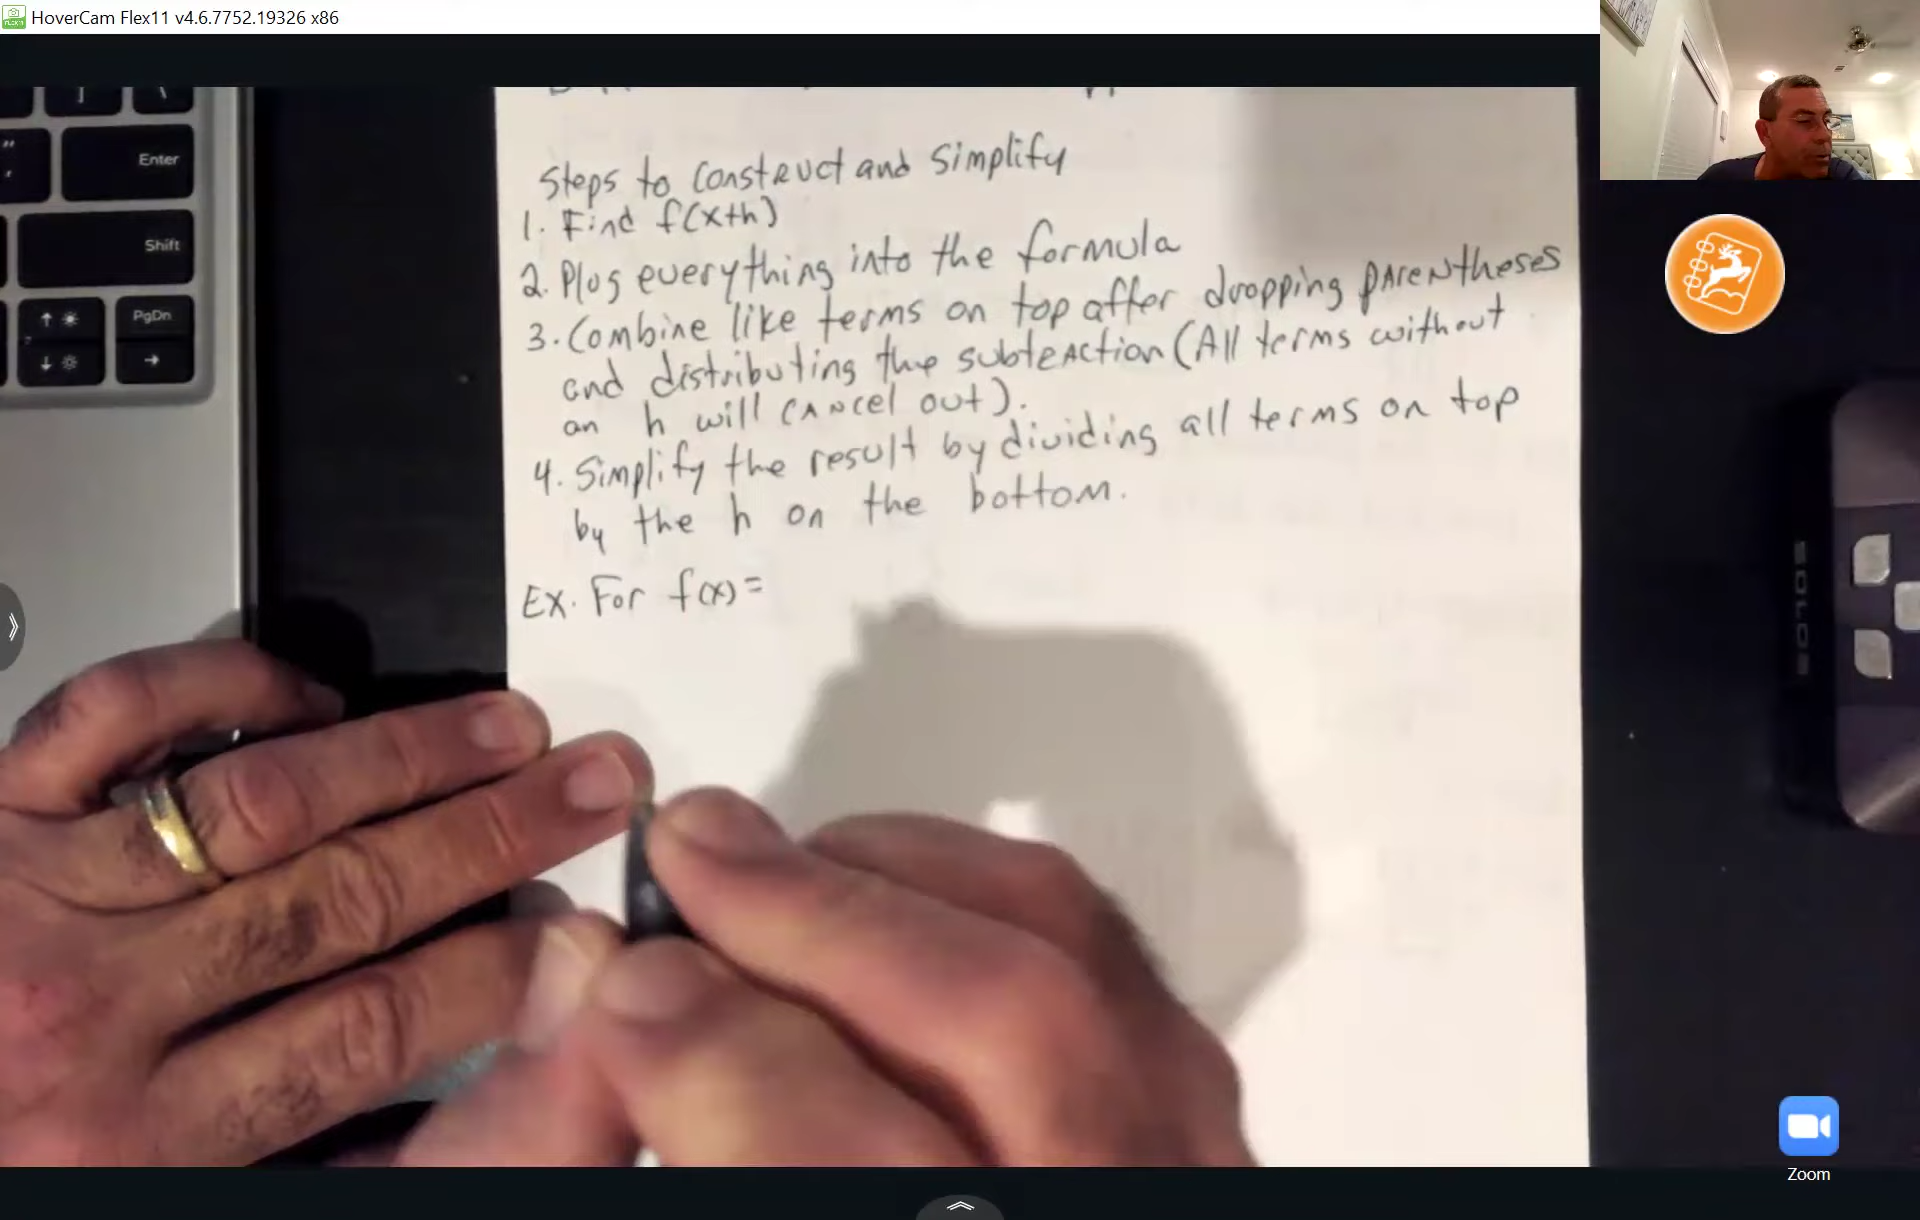 HoverCam Flex11 v4.6.7752.19326 x86
Steps to Construct and Simplify
1. Find f(x+h)
2. Plug everything into the formula
3. Combine like terms on top after dropping parentheses
and distributing the subtraction (All terms without
an h will cancel out).
4. Simplify the result by dividing all terms on top
by the h on the bottom.
Ex. For f(x)=
Enter
Shift
PgDn
SOLO
Zoom